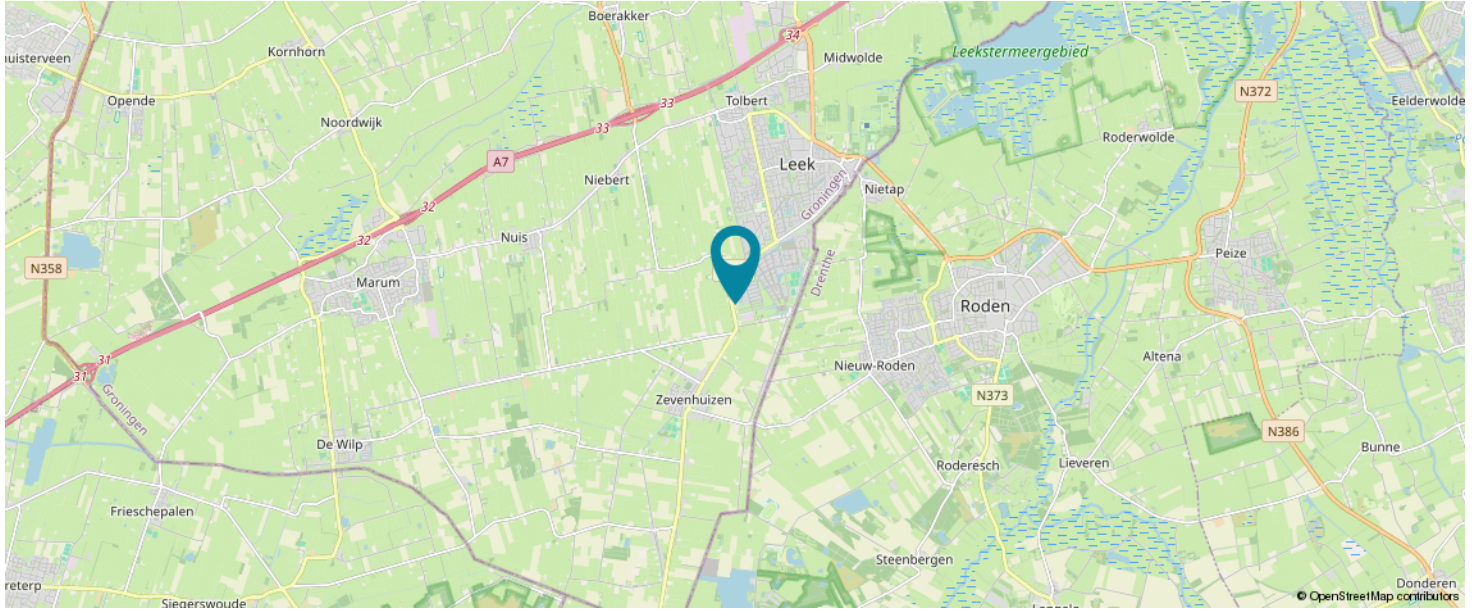 Boerakker
34
Kornhorn
Midwolde
Leekstermeergebied
uisterveen
N372
Opende
33
Tolbert
Eelderwolde
Noordwijk
33
Roderwolde
A7
Leek
Niebert
Nietap
Groningen
32
Nuis
32
Peize
N358
Marum
Drenthe
Roden
31
Altena
31
Nieuw-Roden
Groningen
Zevenhuizen
N373
N386
De Wilp
Bunne
Roderesch
Lieveren
Frieschepalen
Steenbergen
reterp
Donderen
Siegerswoude
© OpenStreetMap contributors